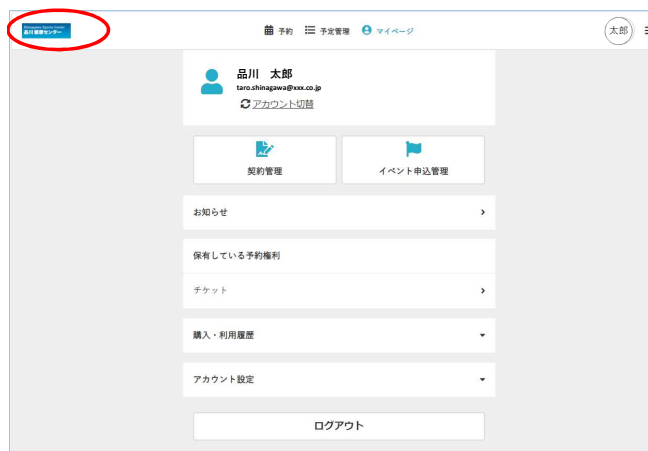 品川健康センター
予約 予定管理 マイページ
太郎
品川 太郎
taro.shinagawa@xxx.co.jp
アカウント切替
契約管理 イベント申込管理
お知らせ
保有している予約権利
チケット
購入・利用履歴
アカウント設定
ログアウト